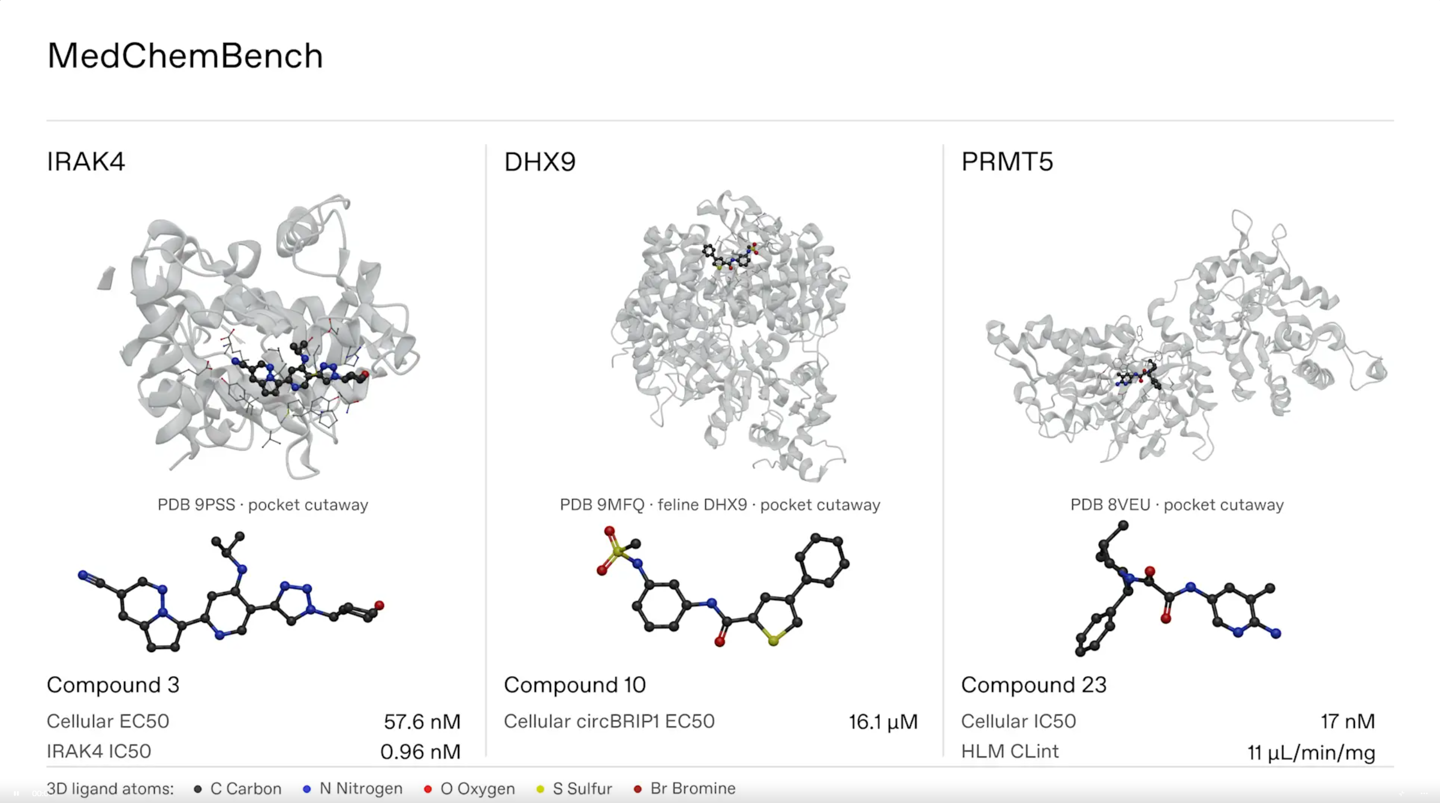 MedChemBench
IRAK4
PDB 9PSS · pocket cutaway
Compound 3
Cellular EC50 57.6 nM
IRAK4 IC50 0.96 nM
DHX9
PDB 9MFQ · feline DHX9 · pocket cutaway
Compound 10
Cellular circBRIP1 EC50 16.1 μM
PRMT5
PDB 8VEU · pocket cutaway
Compound 23
Cellular IC50 17 nM
HLM CLint 11 μL/min/mg
3D ligand atoms: C Carbon N Nitrogen O Oxygen S Sulfur Br Bromine